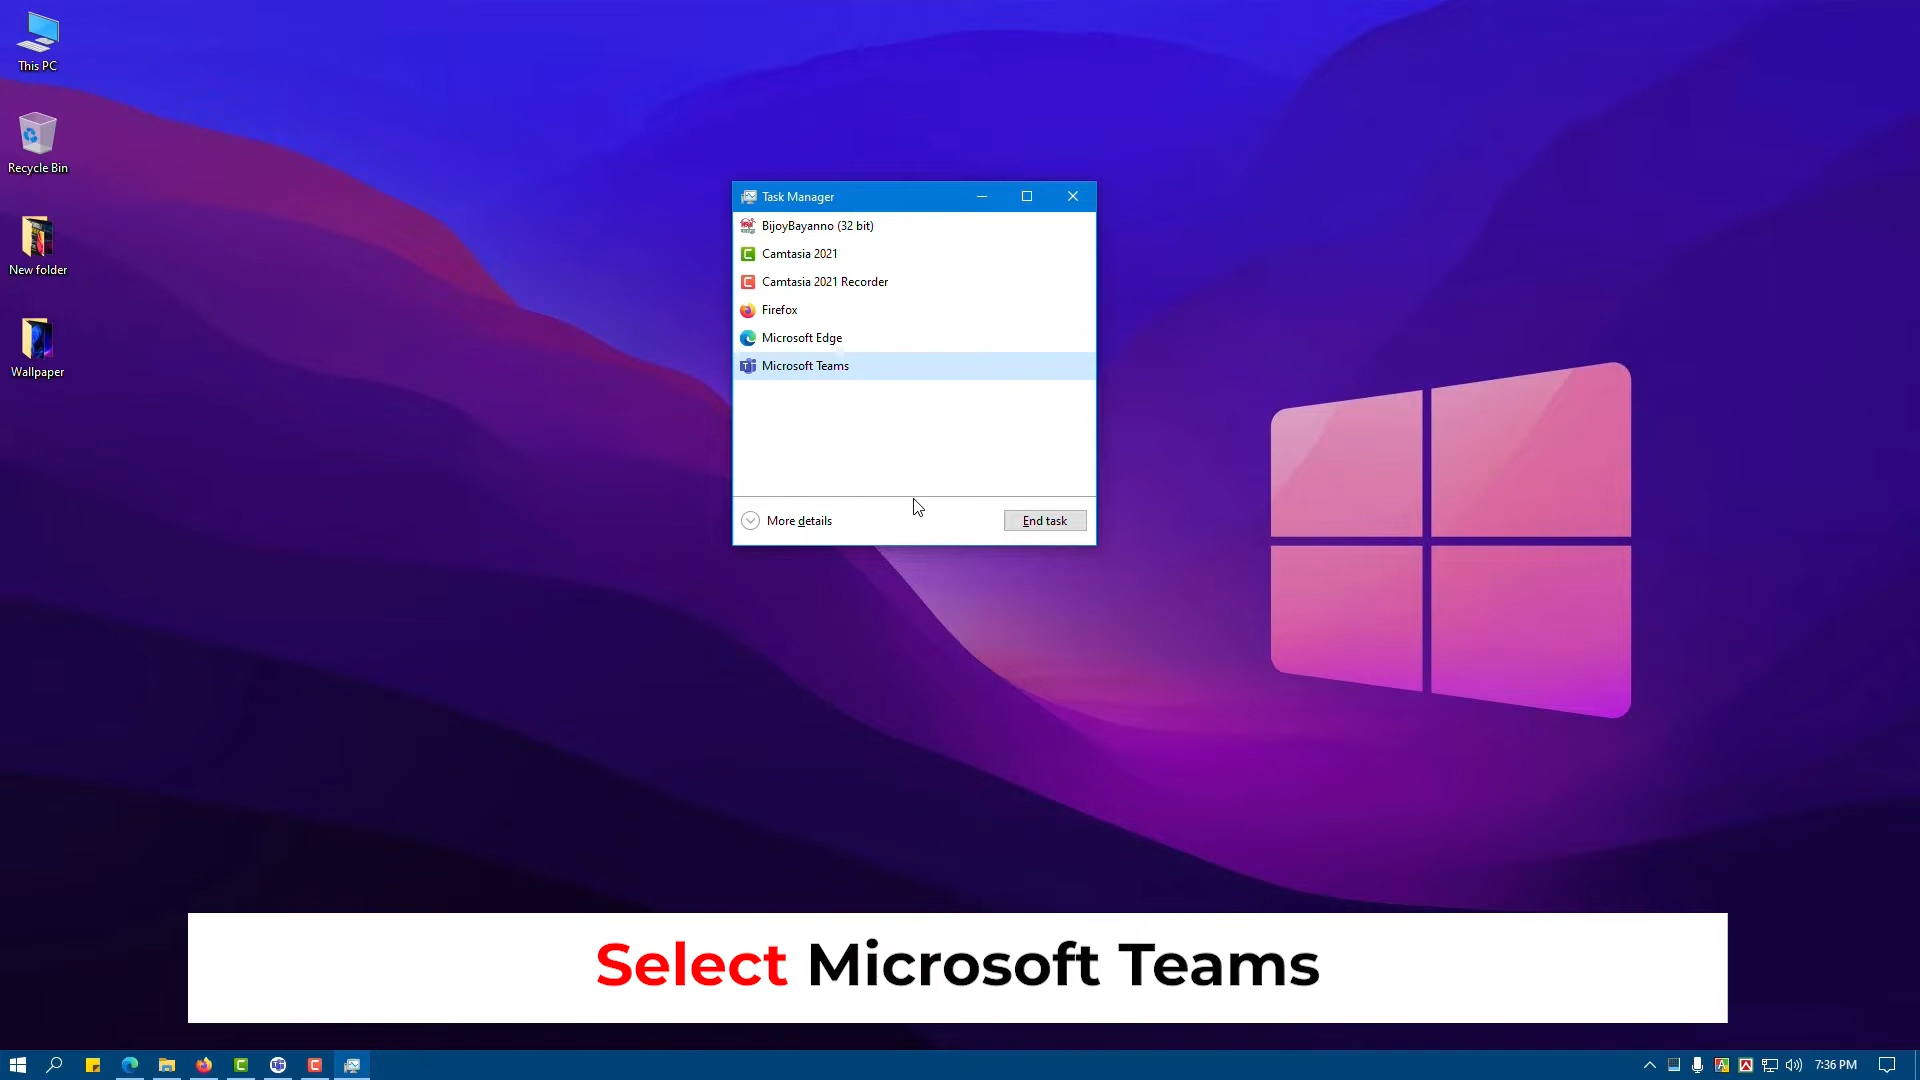 This PC
Recycle Bin
New folder
Wallpaper
Task Manager
BijoyBayanno (32 bit)
Camtasia 2021
Camtasia 2021 Recorder
Firefox
Microsoft Edge
Microsoft Teams
More details
End task
Select Microsoft Teams
7:36 PM